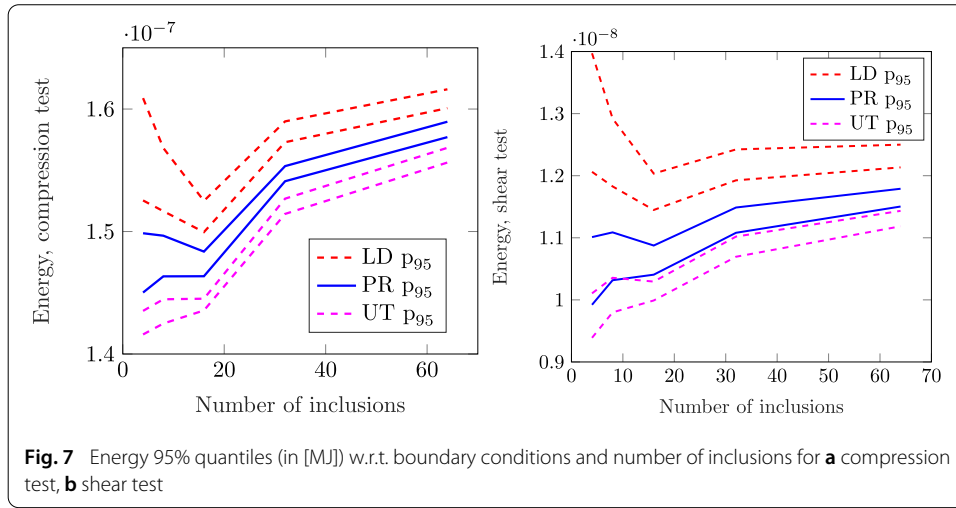 ·10⁻⁷
1.6
1.5
1.4
0
20
40
60
Energy, compression test
Number of inclusions
LD p₉₅
PR p₉₅
UT p₉₅
·10⁻⁸
1.4
1.3
1.2
1.1
1
0.9
0
10
20
30
40
50
60
70
Energy, shear test
Number of inclusions
LD p₉₅
PR p₉₅
UT p₉₅
Fig. 7 Energy 95% quantiles (in [MJ]) w.r.t. boundary conditions and number of inclusions for a compression
test, b shear test